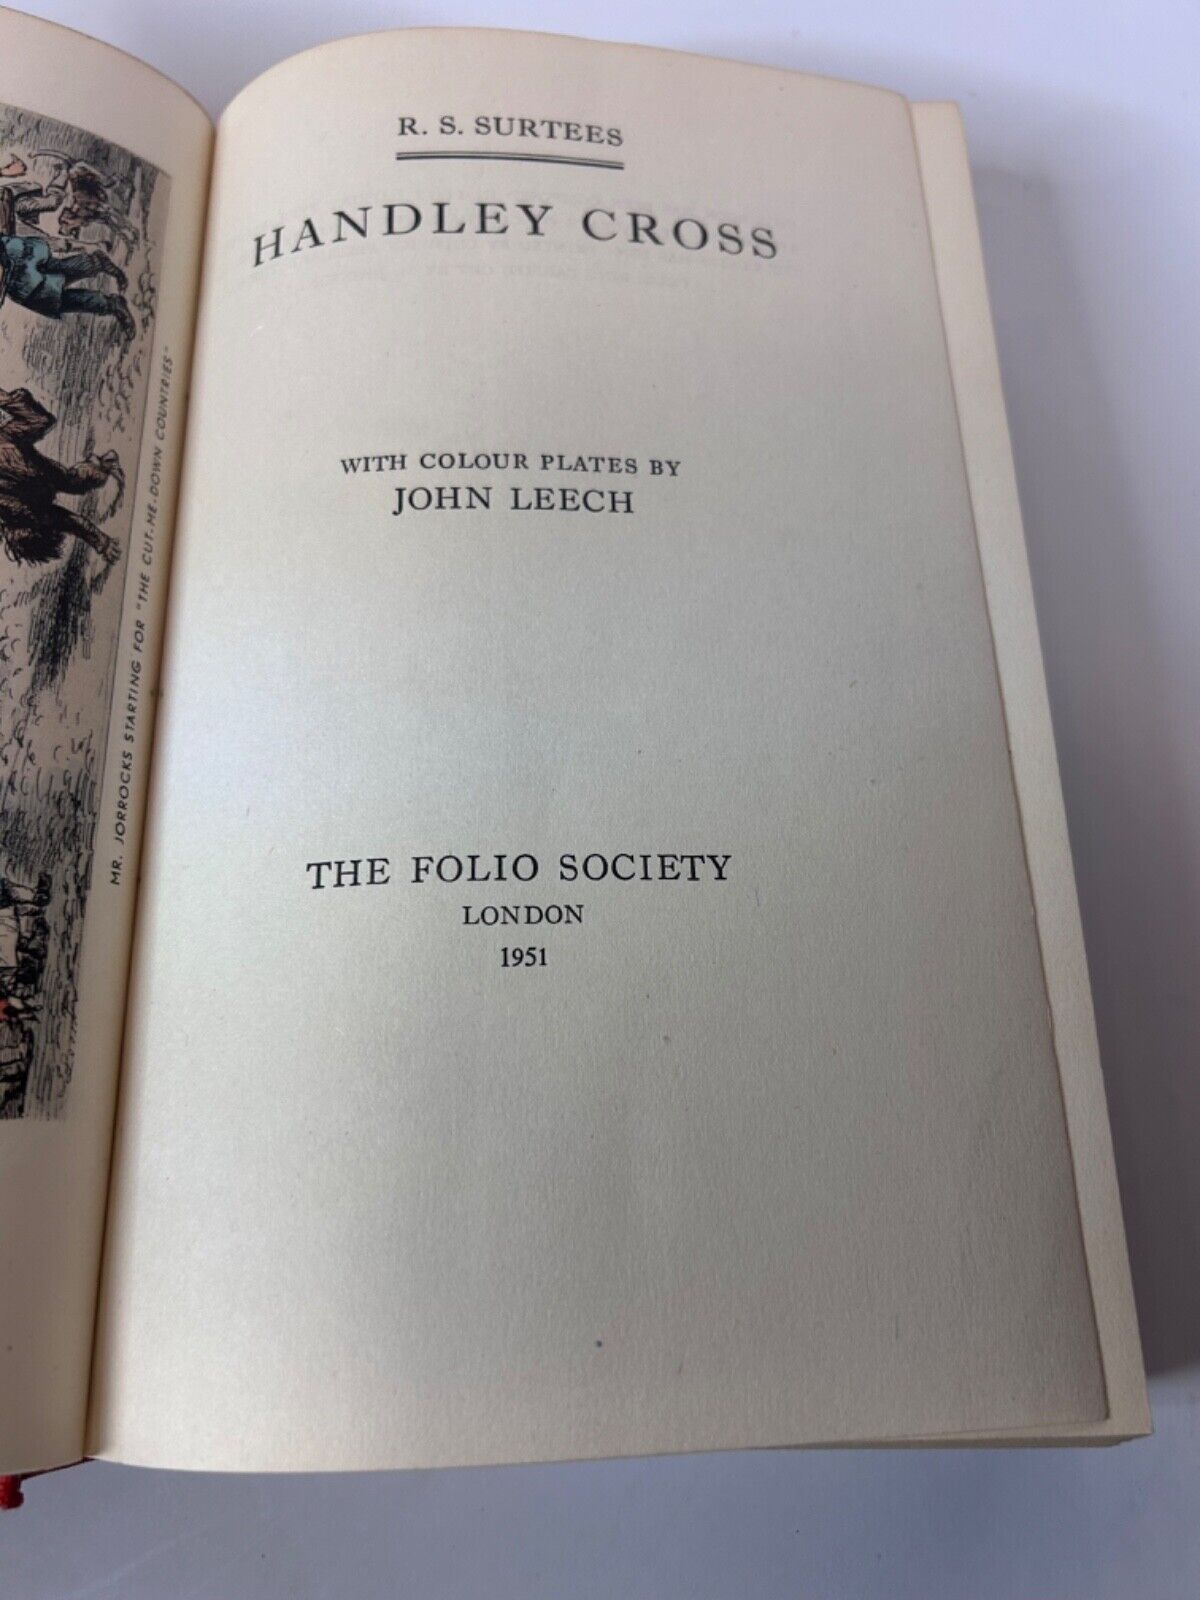 MR. JORROCKS STARTING FOR "THE CUT-ME-DOWN COUNTRIES"
R. S. SURTEES
HANDLEY CROSS
WITH COLOUR PLATES BY
JOHN LEECH
THE FOLIO SOCIETY
LONDON
1951